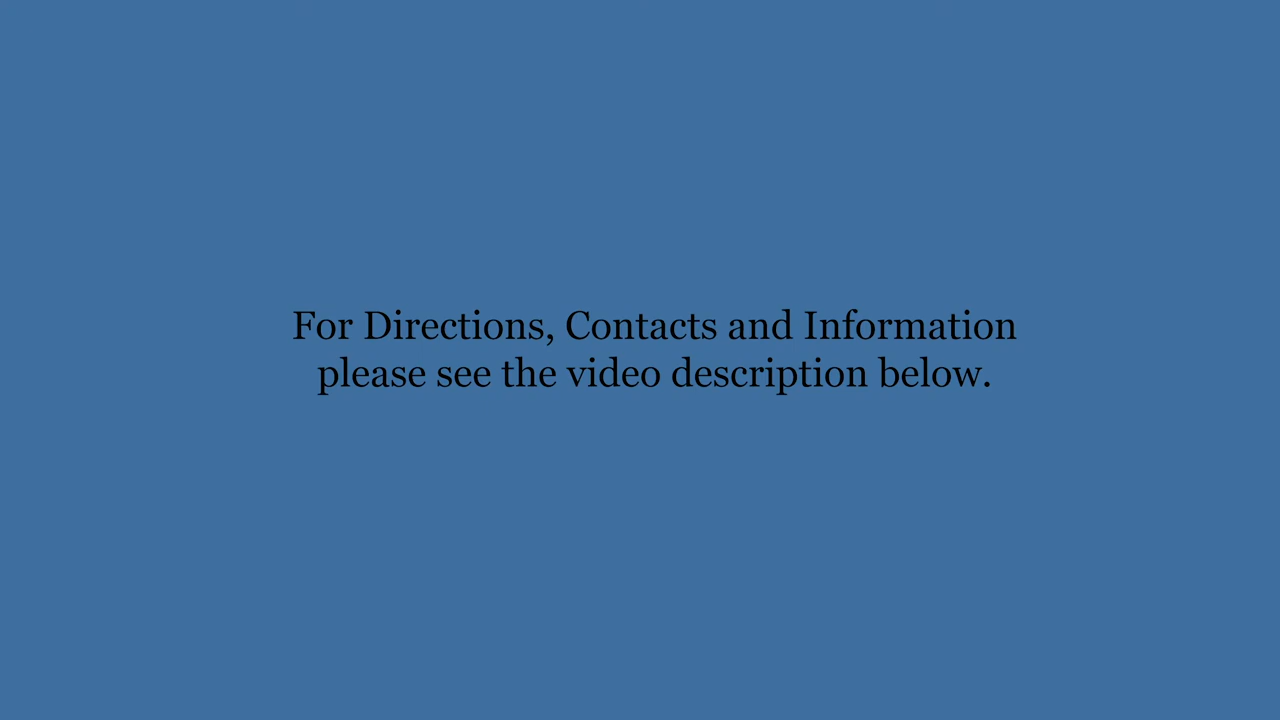 For Directions, Contacts and Information
please see the video description below.